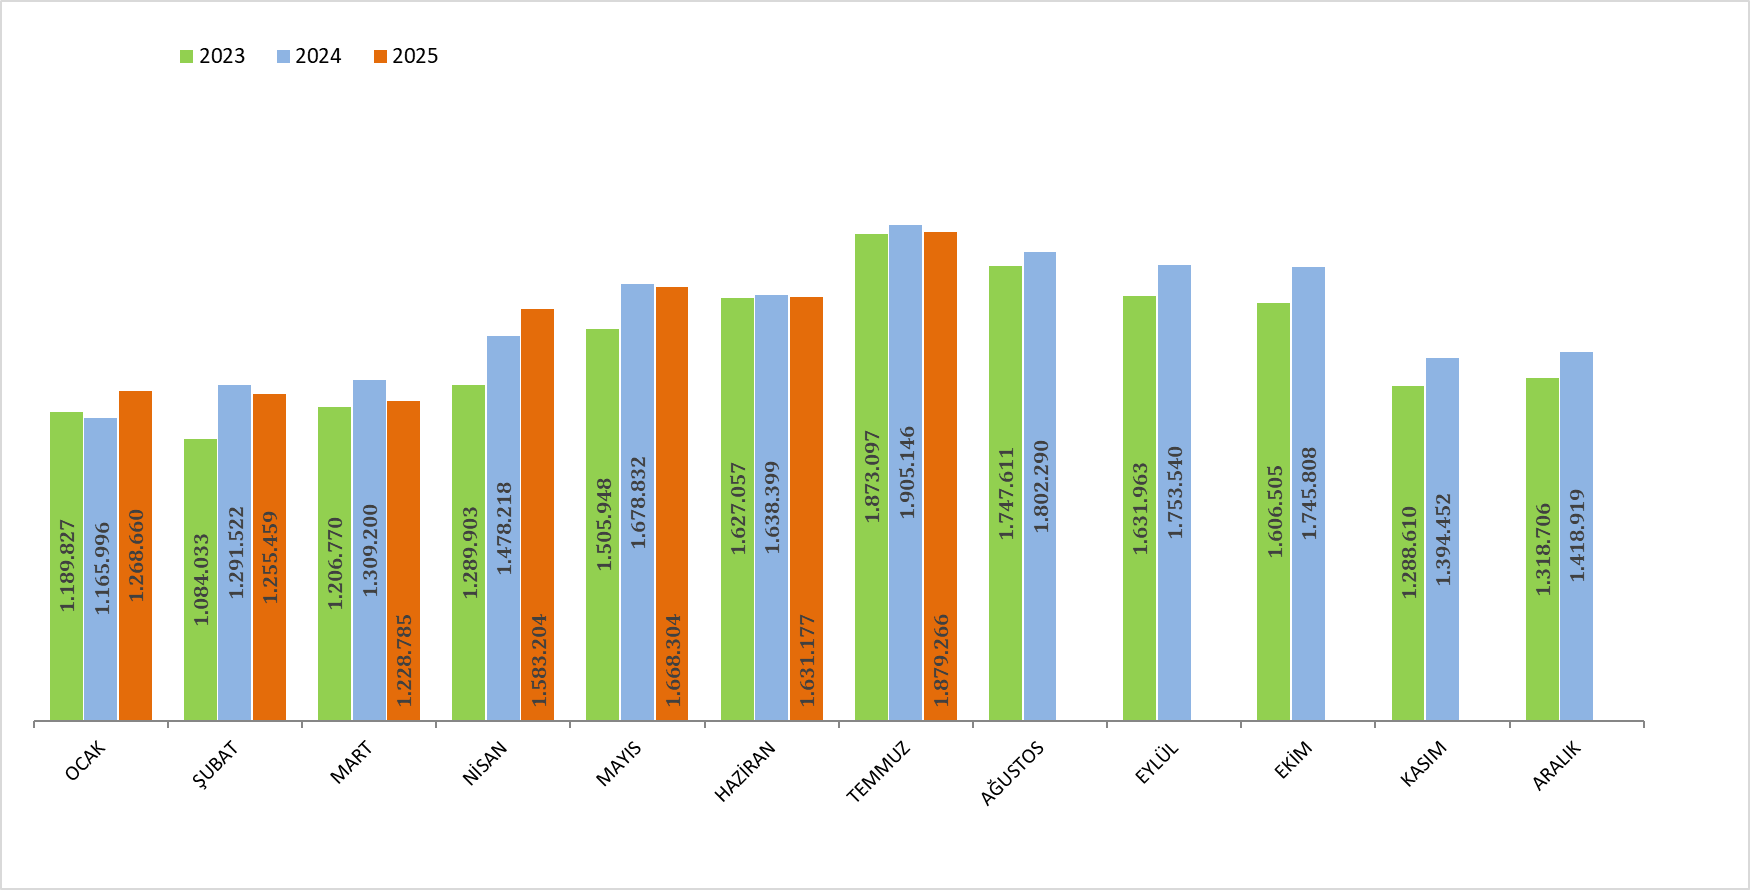 2023 2024 2025
1.189.827 1.165.996 1.268.660
1.084.033 1.291.522 1.255.459
1.206.770 1.309.200 1.228.785
1.289.903 1.478.218 1.583.204
1.505.948 1.678.832 1.668.304
1.627.057 1.638.399 1.631.177
1.873.097 1.905.146 1.879.266
1.747.611 1.802.290
1.631.963 1.753.540
1.606.505 1.745.808
1.288.610 1.394.452
1.318.706 1.418.919
OCAK ŞUBAT MART NİSAN MAYIS HAZİRAN TEMMUZ AĞUSTOS EYLÜL EKİM KASIM ARALIK